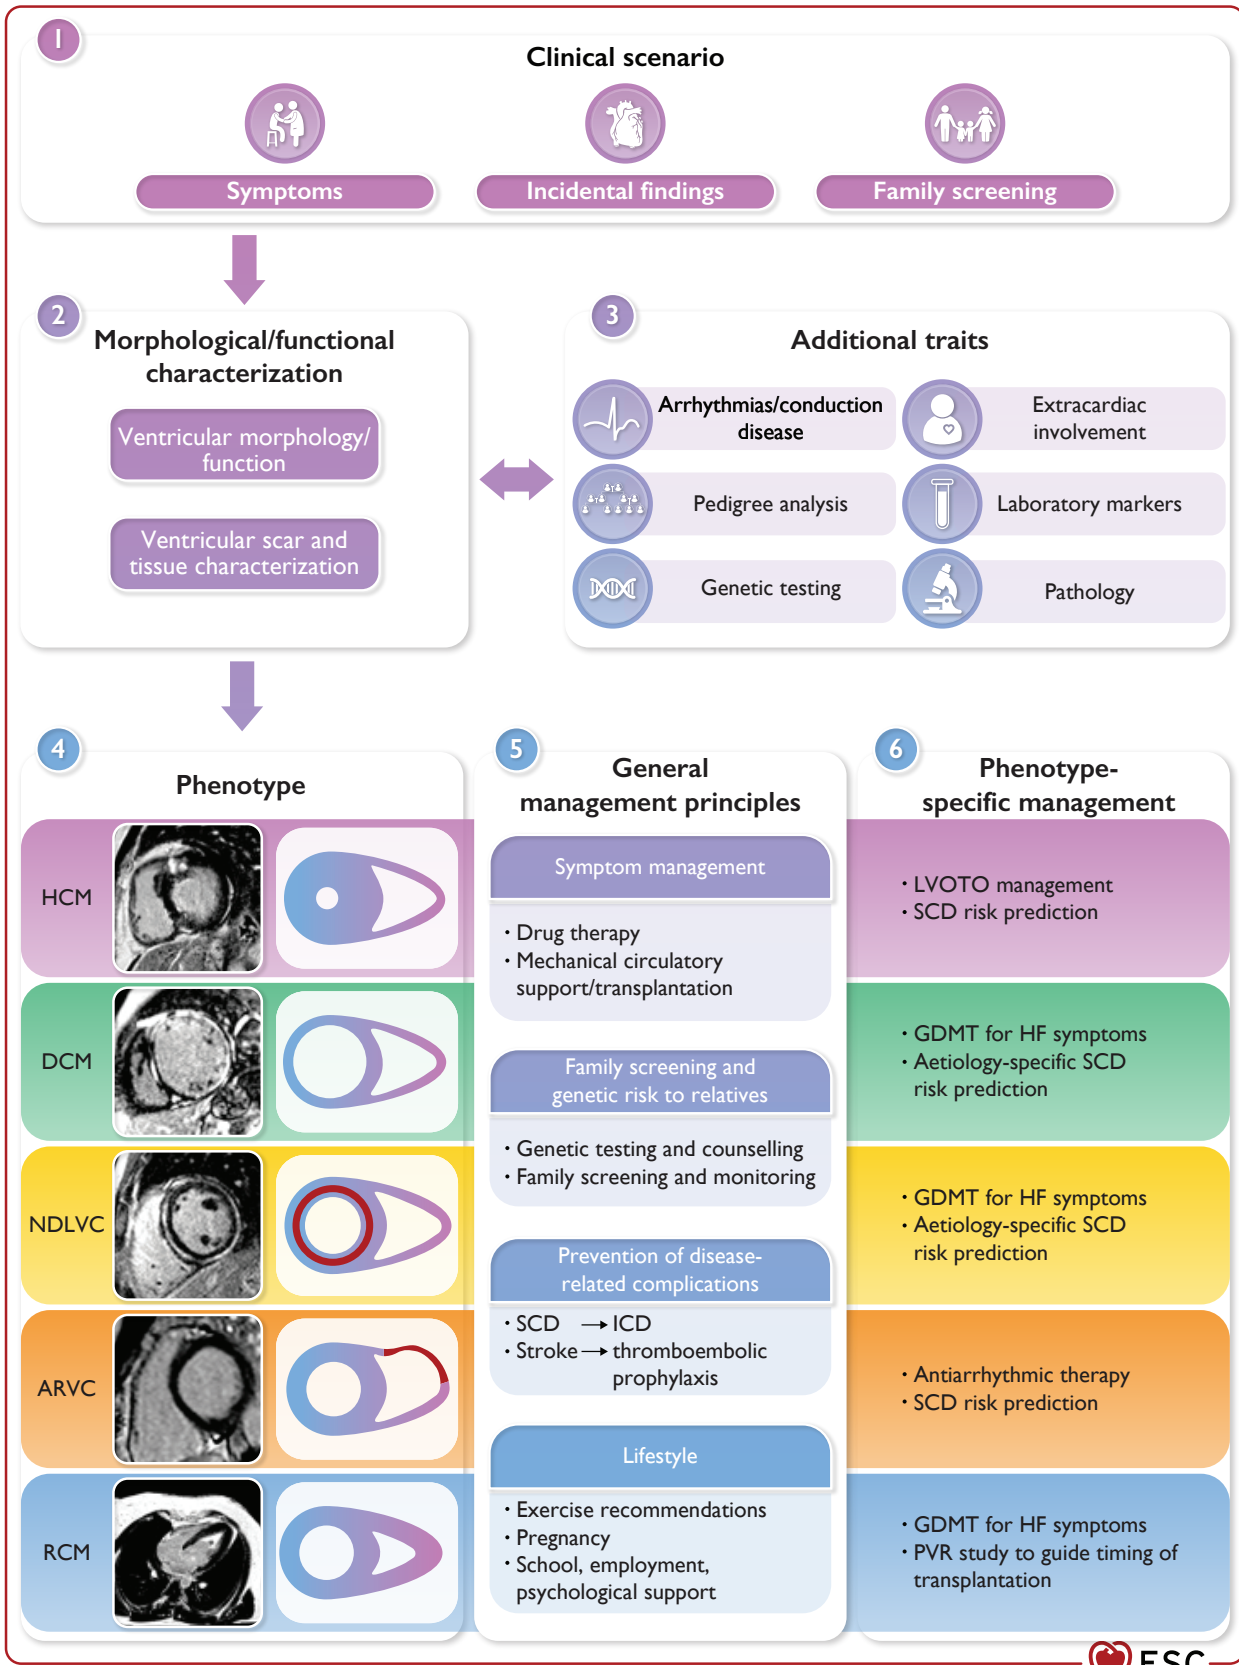 1
Clinical scenario
Symptoms
Incidental findings
Family screening
2
Morphological/functional
characterization
Ventricular morphology/
function
Ventricular scar and
tissue characterization
3
Additional traits
Arrhythmias/conduction
disease
Extracardiac
involvement
Pedigree analysis
Laboratory markers
Genetic testing
Pathology
4
Phenotype
HCM
DCM
NDLVC
ARVC
RCM
5
General
management principles
Symptom management
• Drug therapy
• Mechanical circulatory
support/transplantation
Family screening and
genetic risk to relatives
• Genetic testing and counselling
• Family screening and monitoring
Prevention of disease-
related complications
• SCD → ICD
• Stroke → thromboembolic
prophylaxis
Lifestyle
• Exercise recommendations
• Pregnancy
• School, employment,
psychological support
6
Phenotype-
specific management
• LVOTO management
• SCD risk prediction
• GDMT for HF symptoms
• Aetiology-specific SCD
risk prediction
• GDMT for HF symptoms
• Aetiology-specific SCD
risk prediction
• Antiarrhythmic therapy
• SCD risk prediction
• GDMT for HF symptoms
• PVR study to guide timing of
transplantation
ESC